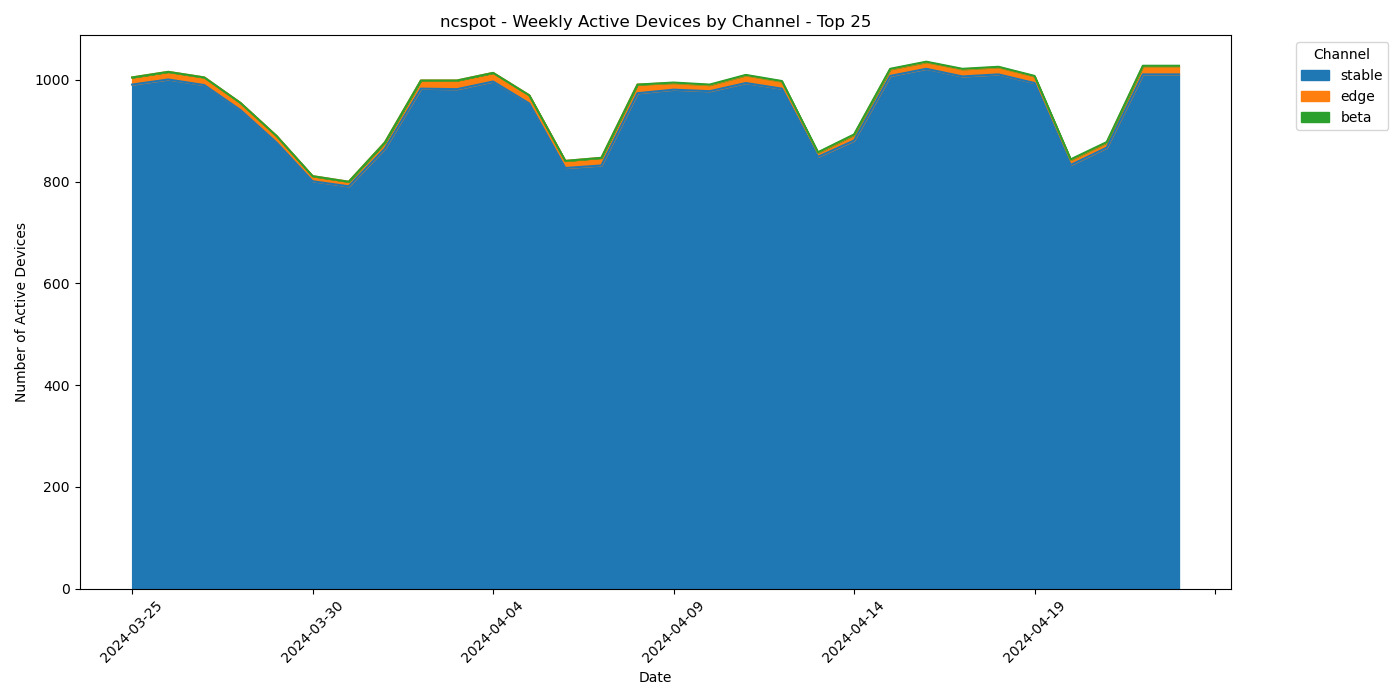 ncspot - Weekly Active Devices by Channel - Top 25
Channel
stable
edge
beta
Number of Active Devices
1000
800
600
400
200
0
2024-03-25
2024-03-30
2024-04-04
2024-04-09
2024-04-14
2024-04-19
Date